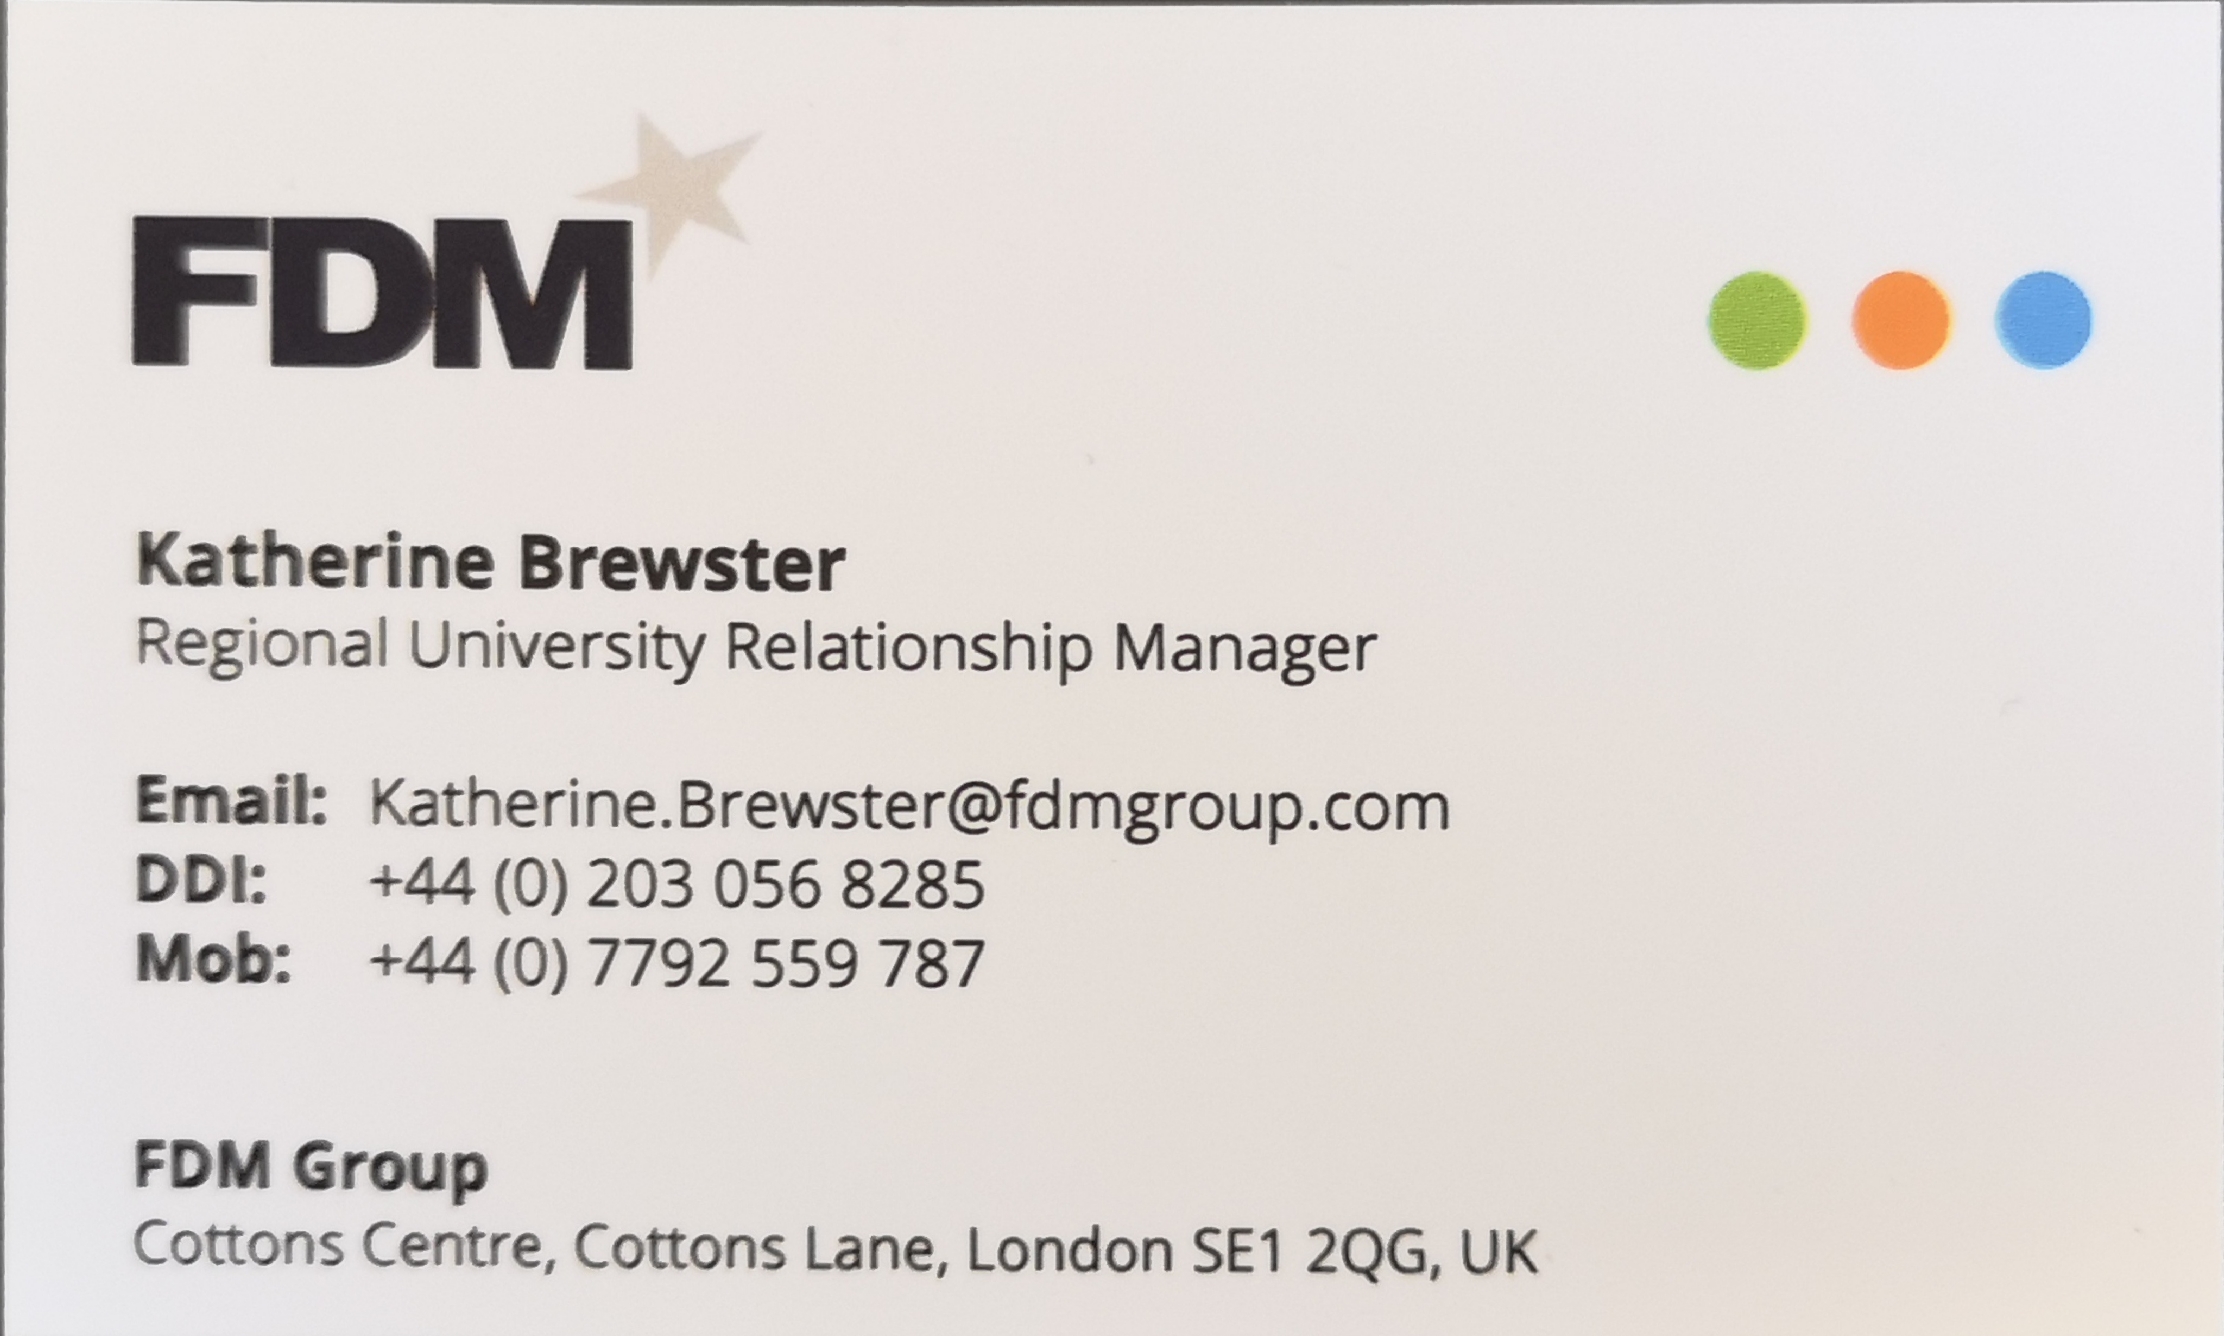 FDM
Katherine Brewster
Regional University Relationship Manager
Email: Katherine.Brewster@fdmgroup.com
DDI: +44 (0) 203 056 8285
Mob: +44 (0) 7792 559 787
FDM Group
Cottons Centre, Cottons Lane, London SE1 2QG, UK